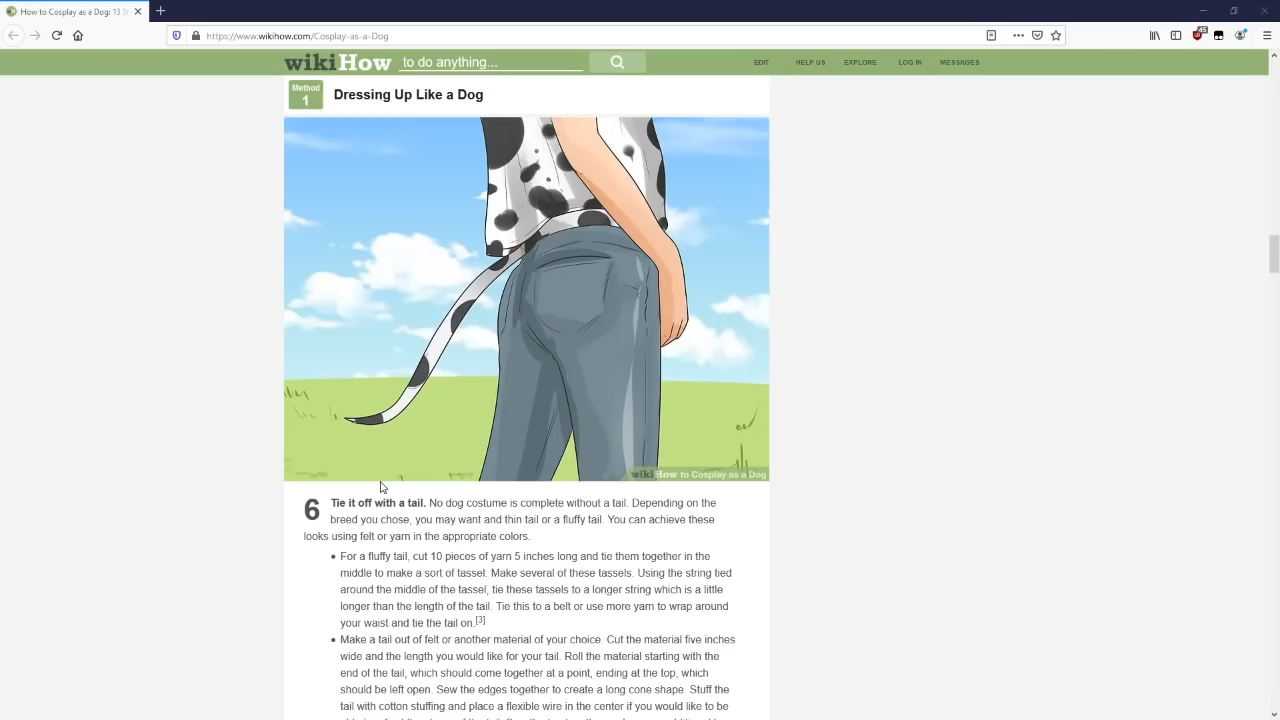 How to Cosplay as a Dog: 13 S
https://www.wikihow.com/Cosplay-as-a-Dog
wikiHow to do anything... EDIT HELP US EXPLORE LOG IN MESSAGES
Method
1
Dressing Up Like a Dog
wikiHow to Cosplay as a Dog
6 Tie it off with a tail. No dog costume is complete without a tail. Depending on the
breed you chose, you may want and thin tail or a fluffy tail. You can achieve these
looks using felt or yarn in the appropriate colors.
• For a fluffy tail, cut 10 pieces of yarn 5 inches long and tie them together in the
middle to make a sort of tassel. Make several of these tassels. Using the string tied
around the middle of the tassel, tie these tassels to a longer string which is a little
longer than the length of the tail. Tie this to a belt or use more yarn to wrap around
your waist and tie the tail on.[3]
• Make a tail out of felt or another material of your choice. Cut the material five inches
wide and the length you would like for your tail. Roll the material starting with the
end of the tail, which should come together at a point, ending at the top, which
should be left open. Sew the edges together to create a long cone shape. Stuff the
tail with cotton stuffing and place a flexible wire in the center if you would like to be